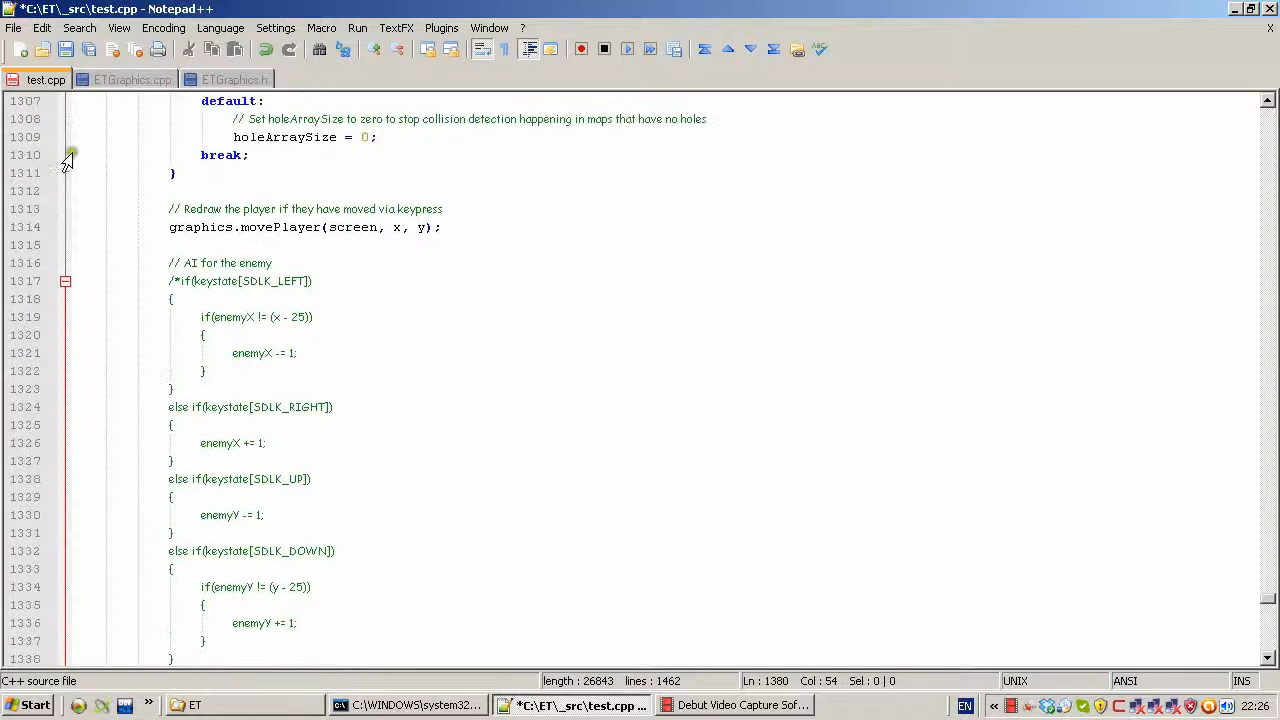 *C:\ET\_src\test.cpp - Notepad++
File Edit Search View Encoding Language Settings Macro Run TextFX Plugins Window ?
X
test.cpp ETGraphics.cpp ETGraphics.h
1307 default:
1308 // Set holeArraySize to zero to stop collision detection happening in maps that have no holes
1309 holeArraySize = 0;
1310 break;
1311 }
1312
1313 // Redraw the player if they have moved via keypress
1314 graphics.movePlayer(screen, x, y);
1315
1316 // AI for the enemy
1317 /*if(keystate[SDLK_LEFT])
1318 {
1319 if(enemyX != (x - 25))
1320 {
1321 enemyX -= 1;
1322 }
1323 }
1324 else if(keystate[SDLK_RIGHT])
1325 {
1326 enemyX += 1;
1327 }
1328 else if(keystate[SDLK_UP])
1329 {
1330 enemyY -= 1;
1331 }
1332 else if(keystate[SDLK_DOWN])
1333 {
1334 if(enemyY != (y - 25))
1335 {
1336 enemyY += 1;
1337 }
1338 }
C++ source file length : 26843 lines : 1462 Ln : 1380 Col : 54 Sel : 0 | 0 UNIX ANSI INS
Start » ET C:\WINDOWS\system32... *C:\ET\_src\test.cpp ... Debut Video Capture Sof... EN « 22:26